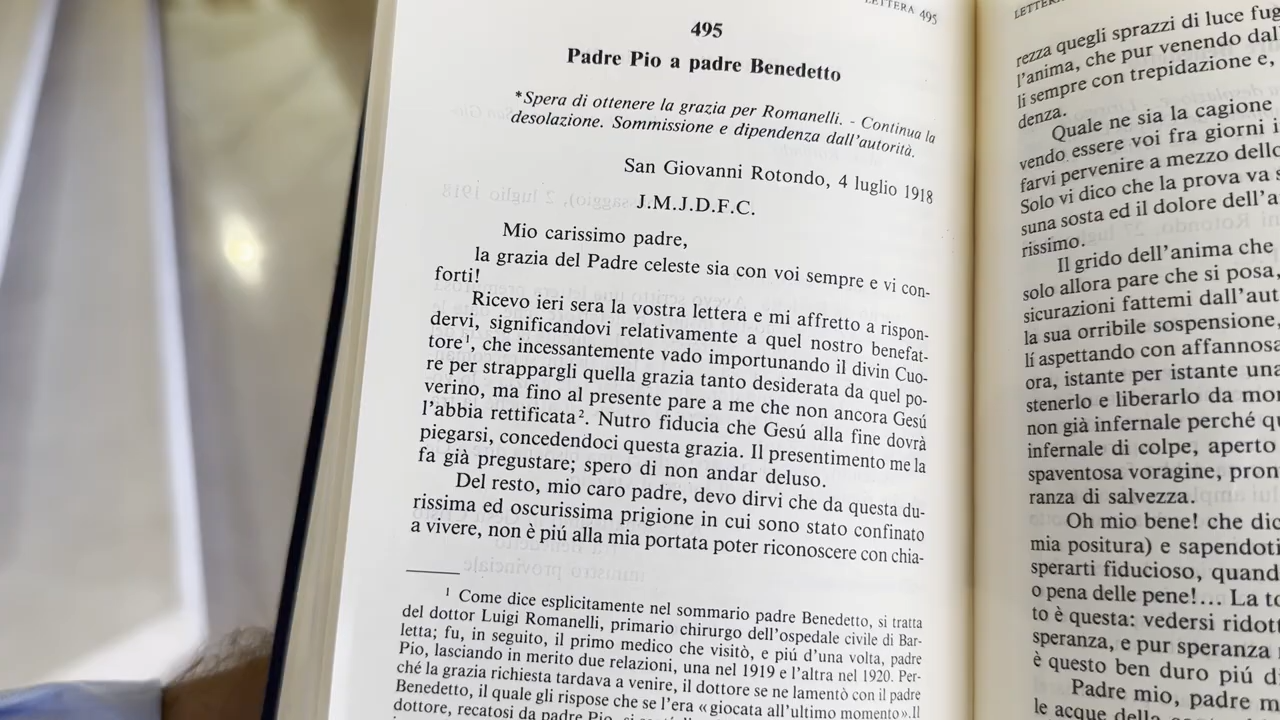 LETTERA 495
495
Padre Pio a padre Benedetto
*Spera di ottenere la grazia per Romanelli. - Continua la
desolazione. Sommissione e dipendenza dall'autorità.
San Giovanni Rotondo, 4 luglio 1918
J.M.J.D.F.C.
Mio carissimo padre,
la grazia del Padre celeste sia con voi sempre e vi con-
forti!
Ricevo ieri sera la vostra lettera e mi affretto a rispon-
dervi, significandovi relativamente a quel nostro benefat-
tore¹, che incessantemente vado importunando il divin Cuo-
re per strappargli quella grazia tanto desiderata da quel po-
verino, ma fino al presente pare a me che non ancora Gesú
l'abbia rettificata². Nutro fiducia che Gesú alla fine dovrà
piegarsi, concedendoci questa grazia. Il presentimento me la
fa già pregustare; spero di non andar deluso.
Del resto, mio caro padre, devo dirvi che da questa du-
rissima ed oscurissima prigione in cui sono stato confinato
a vivere, non è piú alla mia portata poter riconoscere con chia-
¹ Come dice esplicitamente nel sommario padre Benedetto, si tratta
del dottor Luigi Romanelli, primario chirurgo dell'ospedale civile di Bar-
letta; fu, in seguito, il primo medico che visitò, e piú d'una volta, padre
Pio, lasciando in merito due relazioni, una nel 1919 e l'altra nel 1920. Per-
ché la grazia richiesta tardava a venire, il dottore se ne lamentò con il padre
Benedetto, il quale gli rispose che se l'era «giocata all'ultimo momento».Il
dottore, recatosi da padre Pio,
rezza quegli sprazzi di luce fug
l'anima, che pur venendo dal
li sempre con trepidazione e,
denza.
Quale ne sia la cagione
vendo essere voi fra giorni i
farvi pervenire a mezzo dello
Solo vi dico che la prova va s
suna sosta ed il dolore dell'a
rissimo.
Il grido dell'anima che
solo allora pare che si posa,
sicurazioni fattemi dall'aut
la sua orribile sospensione,
lí aspettando con affannosa
ora, istante per istante una
stenerlo e liberarlo da mor
non già infernale perché q
infernale di colpe, aperto
spaventosa voragine, pron
ranza di salvezza.
Oh mio bene! che dic
mia positura) e sapendoti
sperarti fiducioso, quand
o pena delle pene!... La to
to è questa: vedersi ridott
speranza, e pur speranza
è questo ben duro piú d
Padre mio, padre m
le acque della